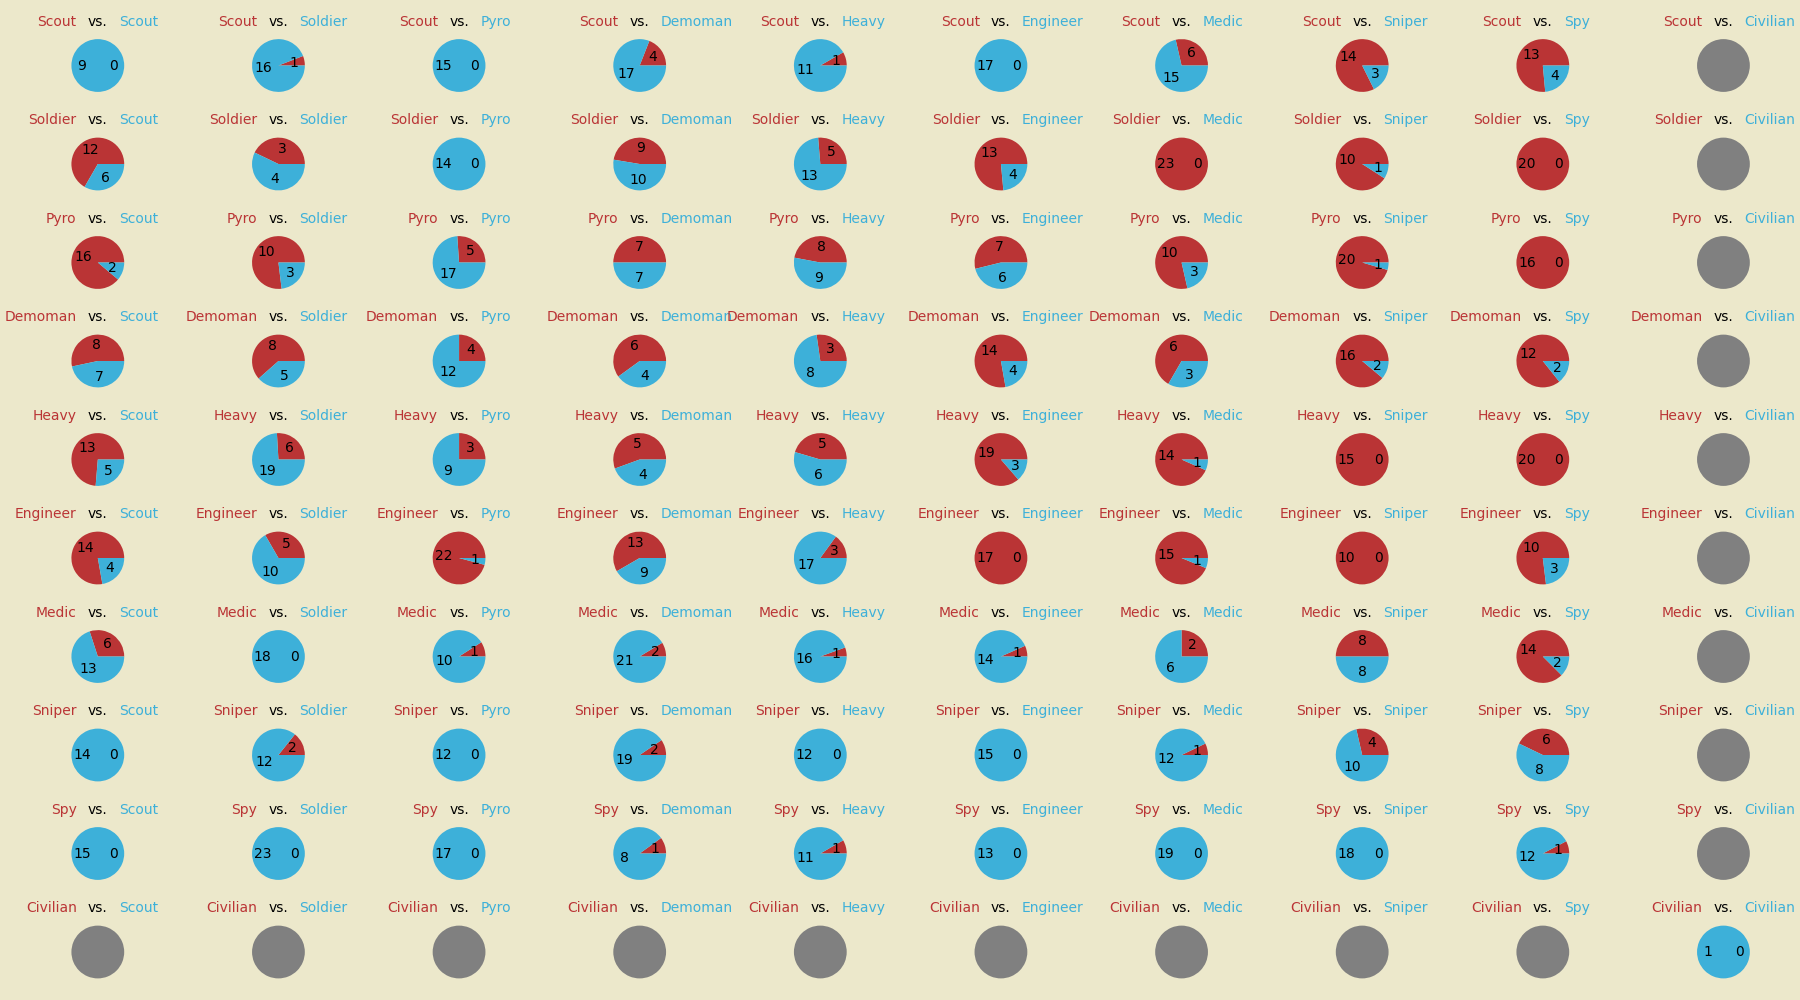 Scout vs. Scout Scout vs. Soldier Scout vs. Pyro Scout vs. Demoman Scout vs. Heavy Scout vs. Engineer Scout vs. Medic Scout vs. Sniper Scout vs. Spy Scout vs. Civilian
9 0 16 1 15 0 17 4 11 1 17 0 15 6 14 3 13 4
Soldier vs. Scout Soldier vs. Soldier Soldier vs. Pyro Soldier vs. Demoman Soldier vs. Heavy Soldier vs. Engineer Soldier vs. Medic Soldier vs. Sniper Soldier vs. Spy Soldier vs. Civilian
12 6 3 4 14 0 9 10 5 13 13 4 23 0 10 1 20 0
Pyro vs. Scout Pyro vs. Soldier Pyro vs. Pyro Pyro vs. Demoman Pyro vs. Heavy Pyro vs. Engineer Pyro vs. Medic Pyro vs. Sniper Pyro vs. Spy Pyro vs. Civilian
16 2 10 3 5 17 7 7 8 9 7 6 10 3 20 1 16 0
Demoman vs. Scout Demoman vs. Soldier Demoman vs. Pyro Demoman vs. Demoman Demoman vs. Heavy Demoman vs. Engineer Demoman vs. Medic Demoman vs. Sniper Demoman vs. Spy Demoman vs. Civilian
8 7 8 5 4 12 6 4 3 8 14 4 6 3 16 2 12 2
Heavy vs. Scout Heavy vs. Soldier Heavy vs. Pyro Heavy vs. Demoman Heavy vs. Heavy Heavy vs. Engineer Heavy vs. Medic Heavy vs. Sniper Heavy vs. Spy Heavy vs. Civilian
13 5 6 19 3 9 5 4 5 6 19 3 14 1 15 0 20 0
Engineer vs. Scout Engineer vs. Soldier Engineer vs. Pyro Engineer vs. Demoman Engineer vs. Heavy Engineer vs. Engineer Engineer vs. Medic Engineer vs. Sniper Engineer vs. Spy Engineer vs. Civilian
14 4 5 10 22 1 13 9 3 17 17 0 15 1 10 0 10 3
Medic vs. Scout Medic vs. Soldier Medic vs. Pyro Medic vs. Demoman Medic vs. Heavy Medic vs. Engineer Medic vs. Medic Medic vs. Sniper Medic vs. Spy Medic vs. Civilian
6 13 18 0 10 1 21 2 16 1 14 1 2 6 8 8 14 2
Sniper vs. Scout Sniper vs. Soldier Sniper vs. Pyro Sniper vs. Demoman Sniper vs. Heavy Sniper vs. Engineer Sniper vs. Medic Sniper vs. Sniper Sniper vs. Spy Sniper vs. Civilian
14 0 2 12 12 0 19 2 12 0 15 0 12 1 4 10 6 8
Spy vs. Scout Spy vs. Soldier Spy vs. Pyro Spy vs. Demoman Spy vs. Heavy Spy vs. Engineer Spy vs. Medic Spy vs. Sniper Spy vs. Spy Spy vs. Civilian
15 0 23 0 17 0 8 1 11 1 13 0 19 0 18 0 12 1
Civilian vs. Scout Civilian vs. Soldier Civilian vs. Pyro Civilian vs. Demoman Civilian vs. Heavy Civilian vs. Engineer Civilian vs. Medic Civilian vs. Sniper Civilian vs. Spy Civilian vs. Civilian
1 0